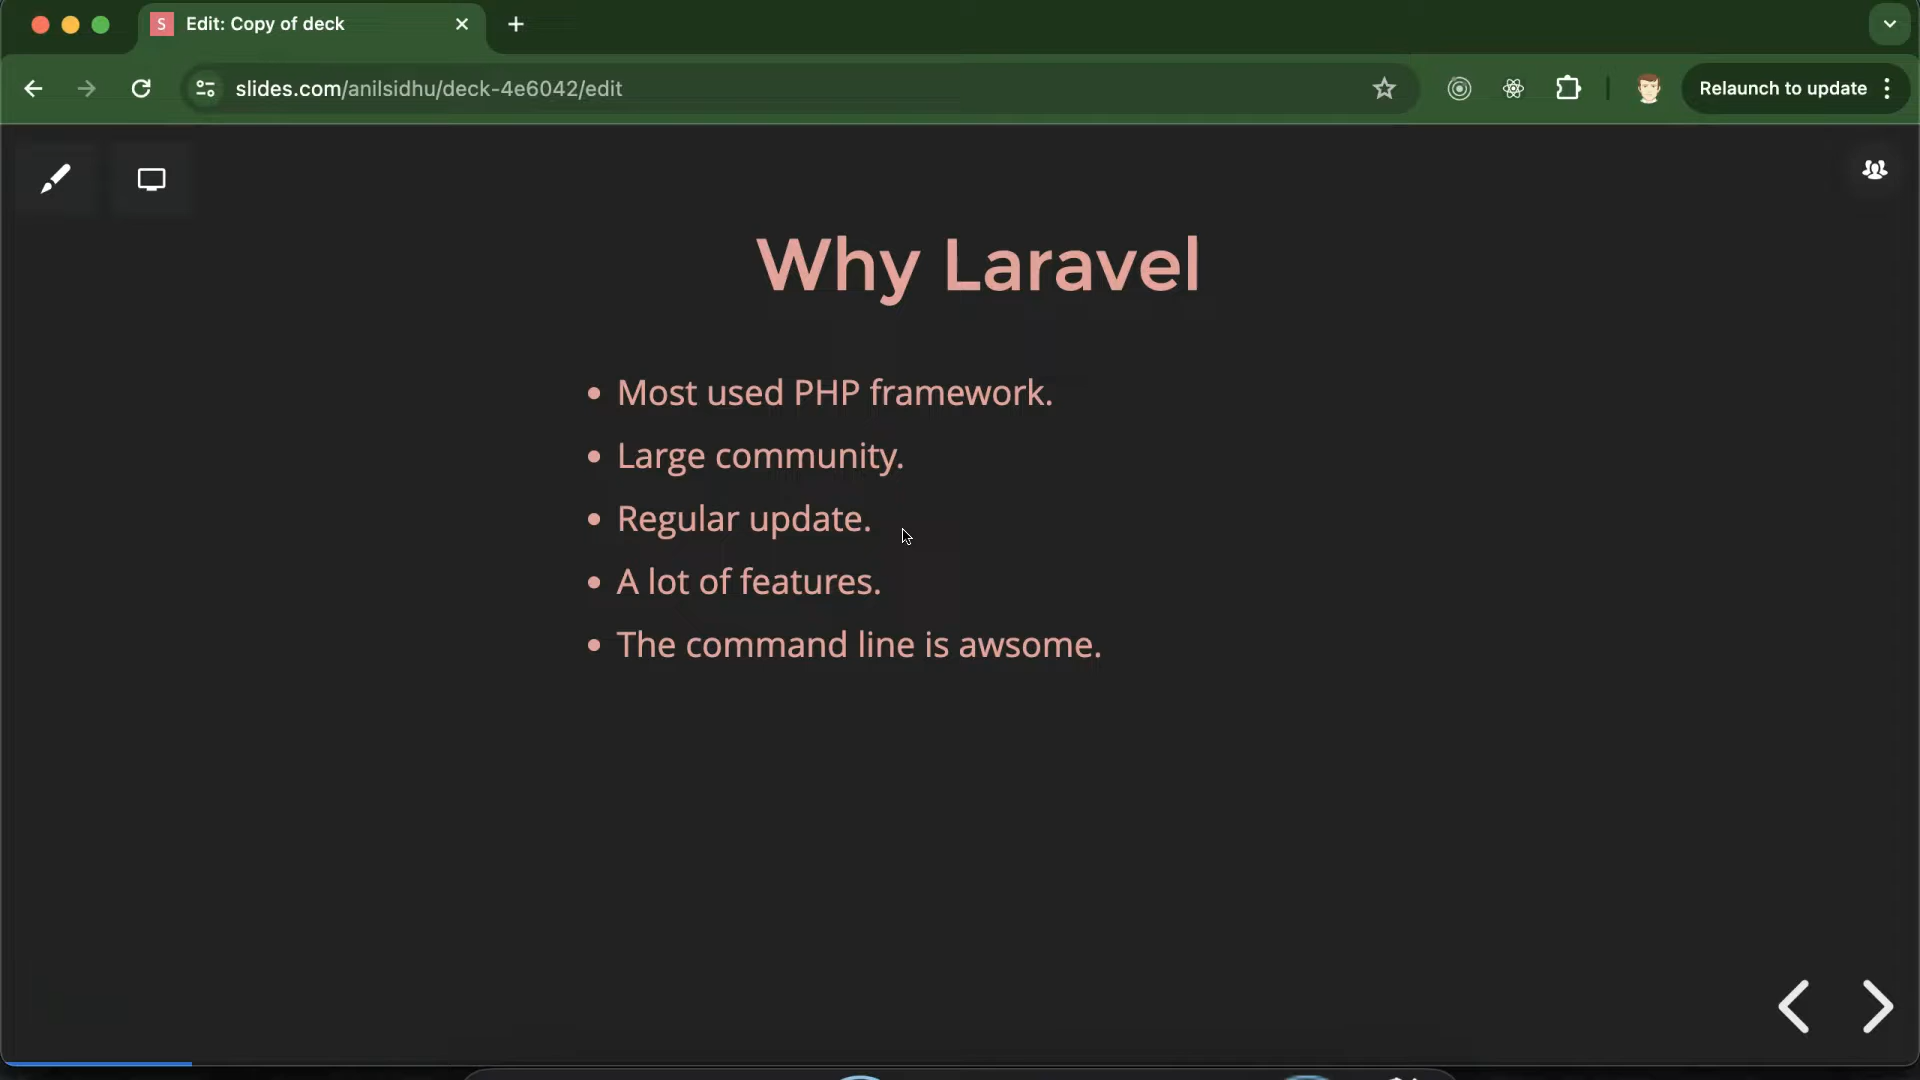 S Edit: Copy of deck
slides.com/anilsidhu/deck-4e6042/edit
Relaunch to update
Why Laravel
• Most used PHP framework.
• Large community.
• Regular update.
• A lot of features.
• The command line is awsome.